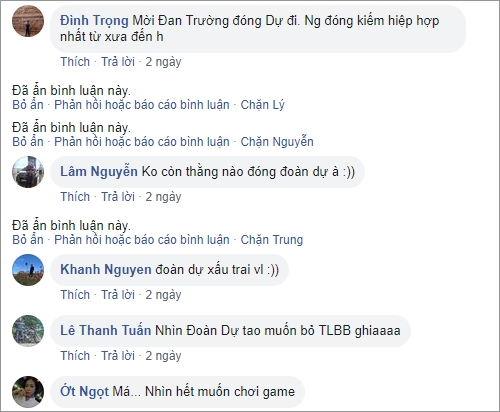 Đình Trọng Mời Đan Trường đóng Dự đi. Ng đóng kiếm hiệp hợp
nhất từ xưa đến h
Thích · Trả lời · 2 ngày
Đã ẩn bình luận này.
Bỏ ẩn · Phản hồi hoặc báo cáo bình luận · Chặn Lý
Đã ẩn bình luận này.
Bỏ ẩn · Phản hồi hoặc báo cáo bình luận · Chặn Nguyễn
Lâm Nguyễn Ko còn thằng nào đóng đoàn dự à :))
Thích · Trả lời · 2 ngày
Đã ẩn bình luận này.
Bỏ ẩn · Phản hồi hoặc báo cáo bình luận · Chặn Trung
Khanh Nguyen đoàn dự xấu trai vl :))
Thích · Trả lời · 2 ngày
Lê Thanh Tuấn Nhìn Đoàn Dự tao muốn bỏ TLBB ghiaaaa
Thích · Trả lời · 2 ngày
Ớt Ngọt Má... Nhìn hết muốn chơi game